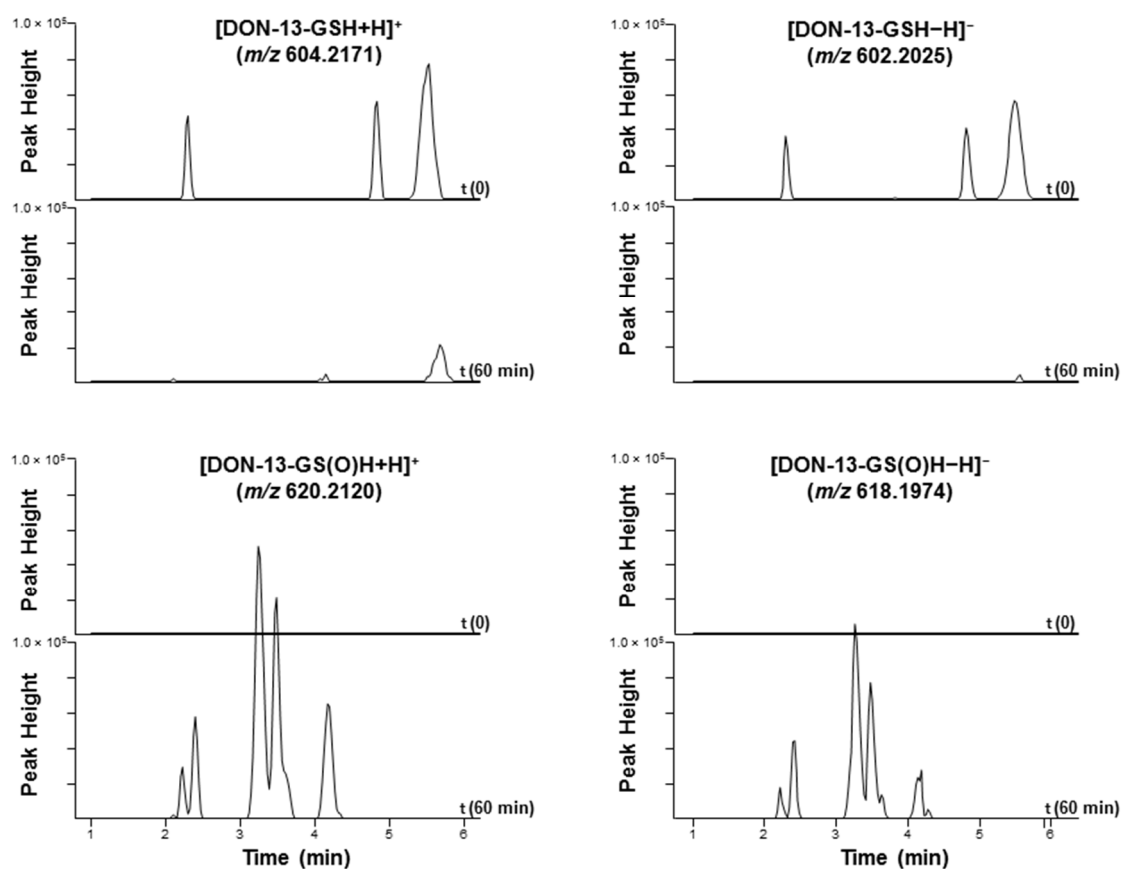 [DON-13-GSH+H]⁺
(m/z 604.2171)
1.0 × 10⁵
Peak Height
t (0)
1.0 × 10⁵
Peak Height
t (60 min)
[DON-13-GSH−H]⁻
(m/z 602.2025)
1.0 × 10⁵
Peak Height
t (0)
1.0 × 10⁵
Peak Height
t (60 min)
[DON-13-GS(O)H+H]⁺
(m/z 620.2120)
1.0 × 10⁵
Peak Height
t (0)
1.0 × 10⁵
Peak Height
t (60 min)
1 2 3 4 5 6
Time (min)
[DON-13-GS(O)H−H]⁻
(m/z 618.1974)
1.0 × 10⁵
Peak Height
t (0)
1.0 × 10⁵
Peak Height
t (60 min)
1 2 3 4 5 6
Time (min)